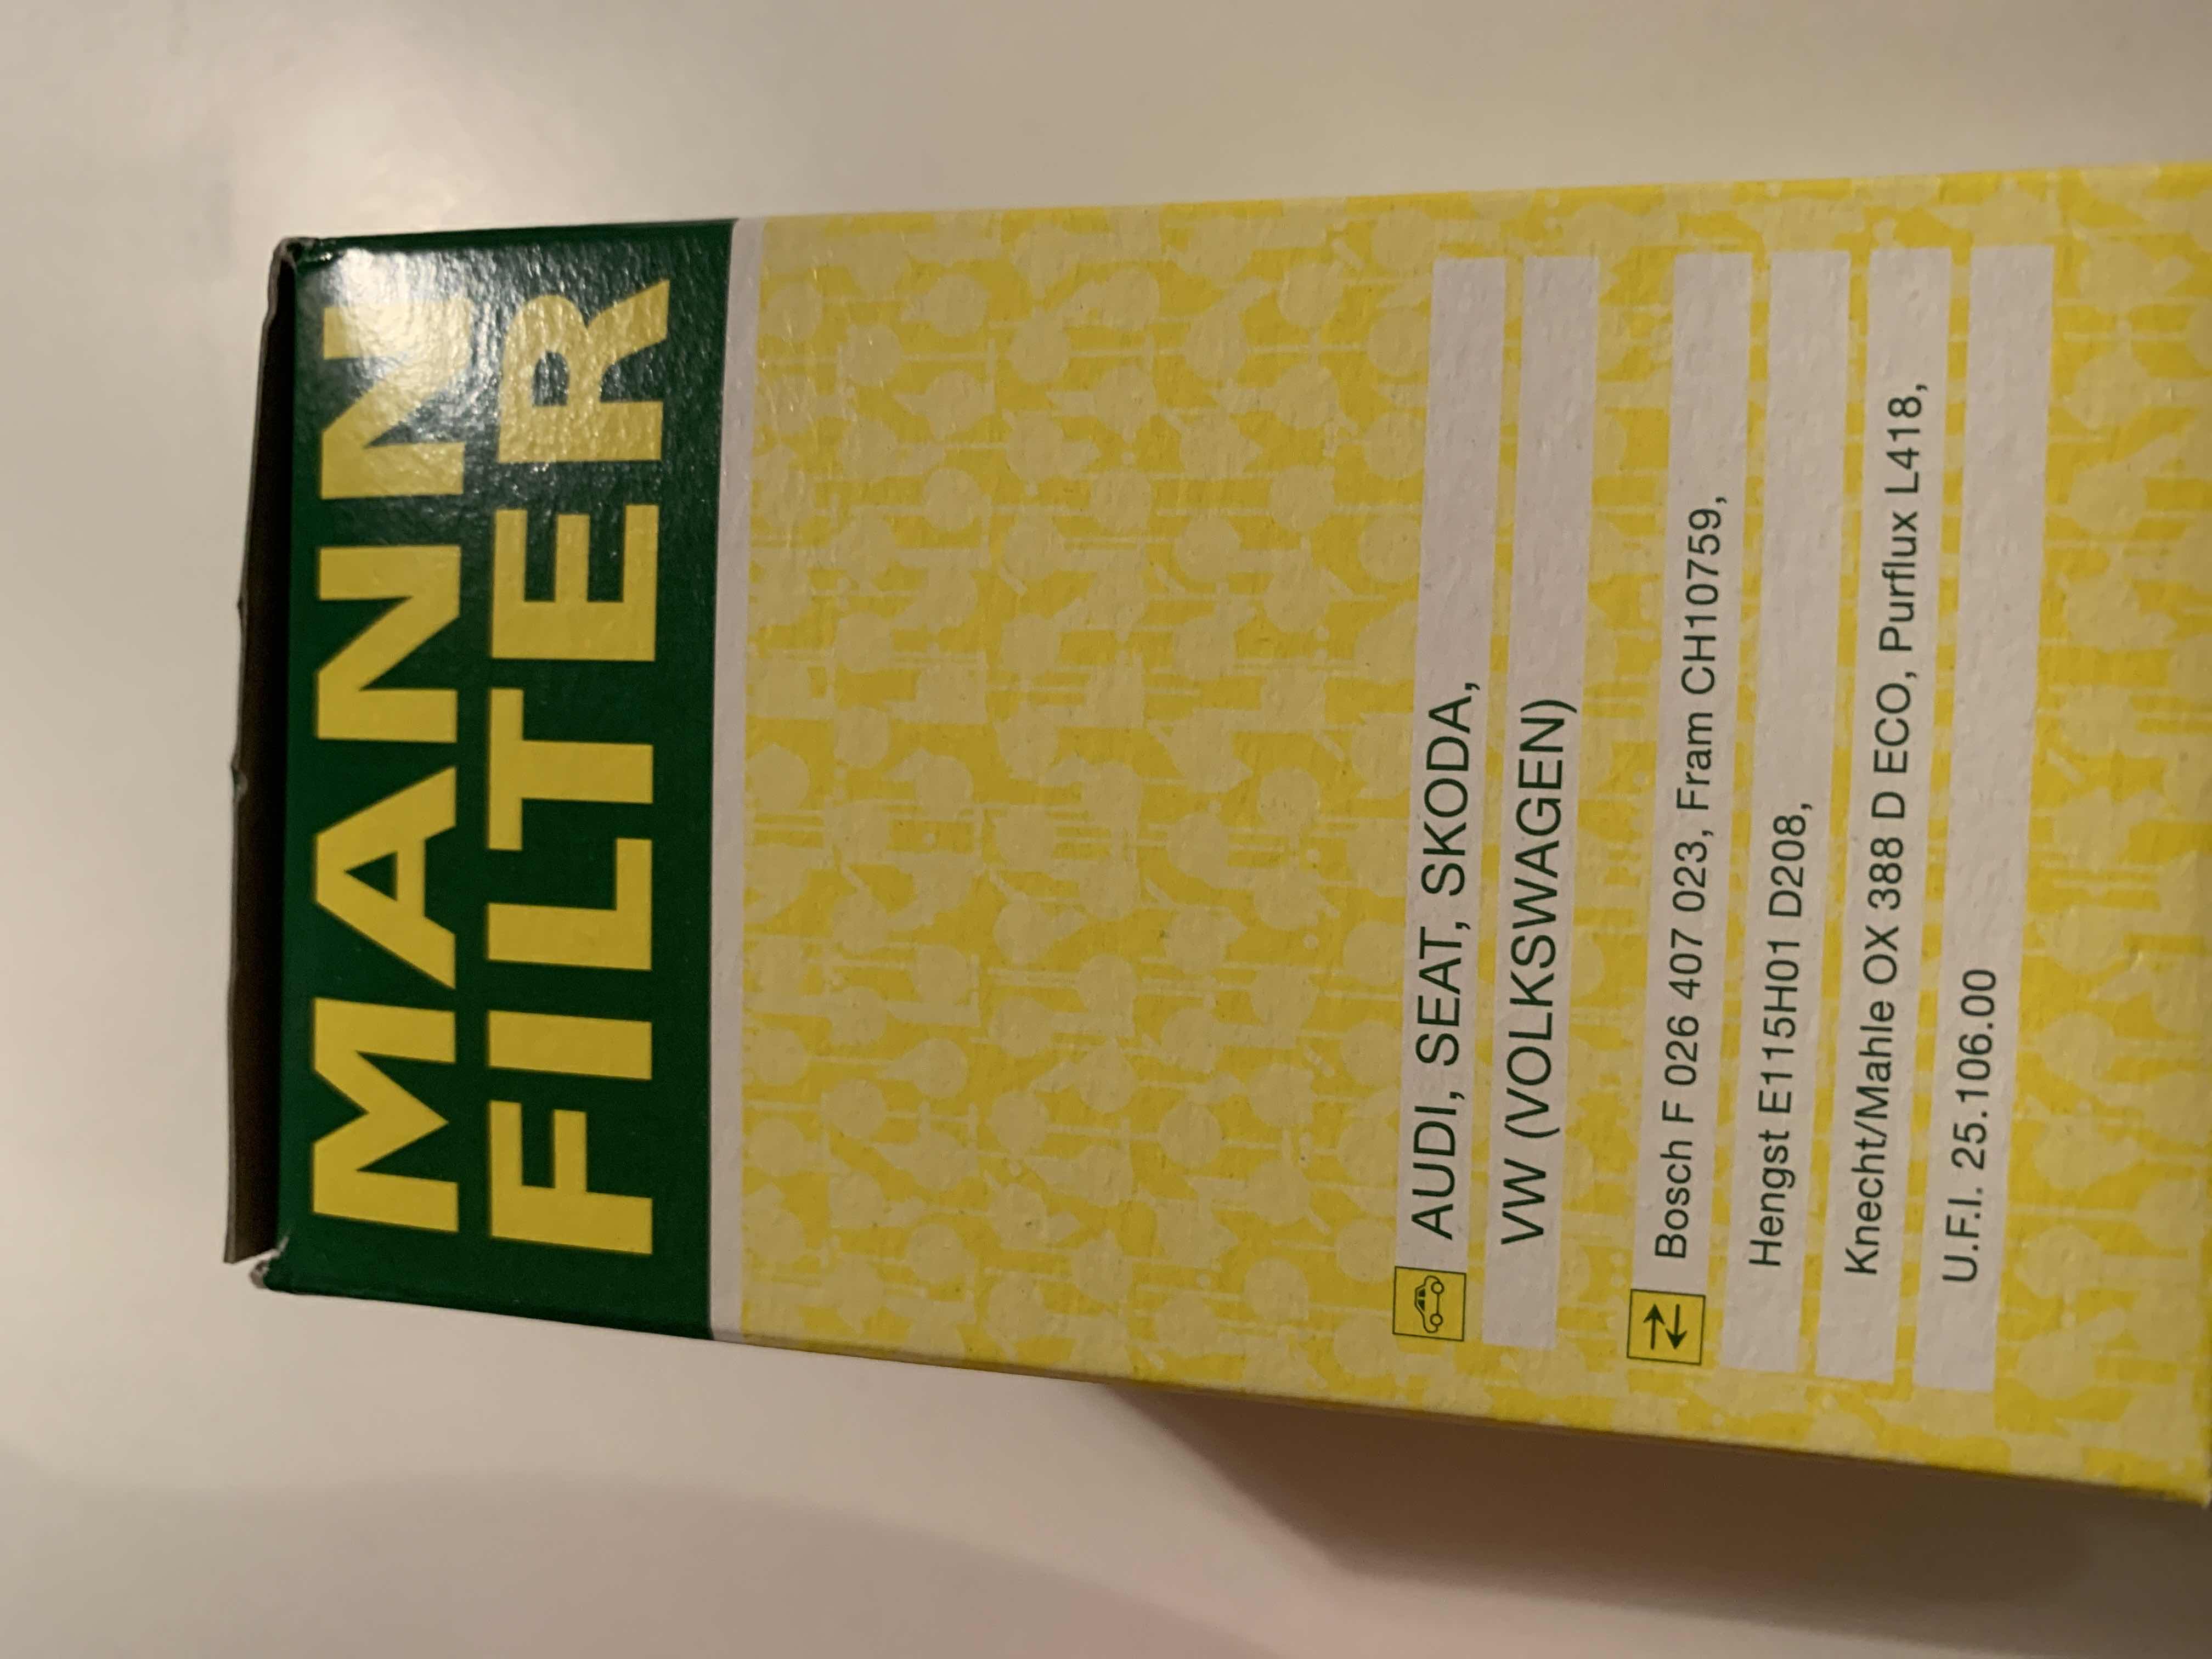 MANN
FILTER
AUDI, SEAT, SKODA,
VW (VOLKSWAGEN)
Bosch F 026 407 023, Fram CH10759,
Hengst E115H01 D208,
Knecht/Mahle OX 388 D ECO, Purflux L418,
U.F.I. 25.106.00